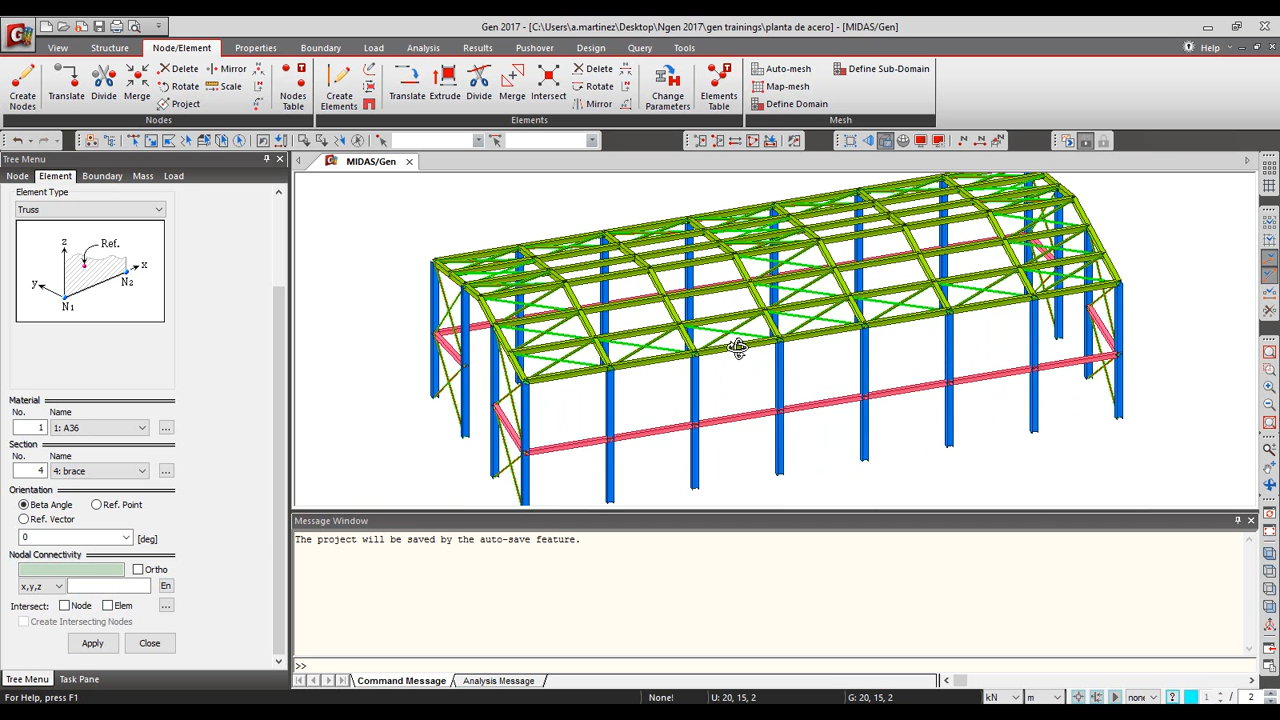 Gen 2017 - [C:\Users\a.martinez\Desktop\Ngen 2017\gen trainings\planta de acero] - [MIDAS/Gen]
View Structure Node/Element Properties Boundary Load Analysis Results Pushover Design Query Tools Help
Create Nodes
Translate
Divide
Merge
Delete
Rotate
Project
Mirror
Scale
Nodes Table
Create Elements
Translate
Extrude
Divide
Merge
Intersect
Delete
Rotate
Mirror
Change Parameters
Elements Table
Auto-mesh
Map-mesh
Define Domain
Define Sub-Domain
Nodes
Elements
Mesh
Tree Menu
MIDAS/Gen
Node Element Boundary Mass Load
Element Type
Truss
z
Ref.
x
y
N2
N1
Material
No. Name
1 1: A36 ...
Section
No. Name
4 4: brace ...
Orientation
Beta Angle Ref. Point
Ref. Vector
0 [deg]
Nodal Connectivity
Ortho
x,y,z En
Intersect: Node Elem ...
Create Intersecting Nodes
Apply Close
Message Window
The project will be saved by the auto-save feature.
>>
Tree Menu Task Pane
Command Message Analysis Message
For Help, press F1
None!
U: 20, 15, 2
G: 20, 15, 2
kN
m
none
?
1 / 2